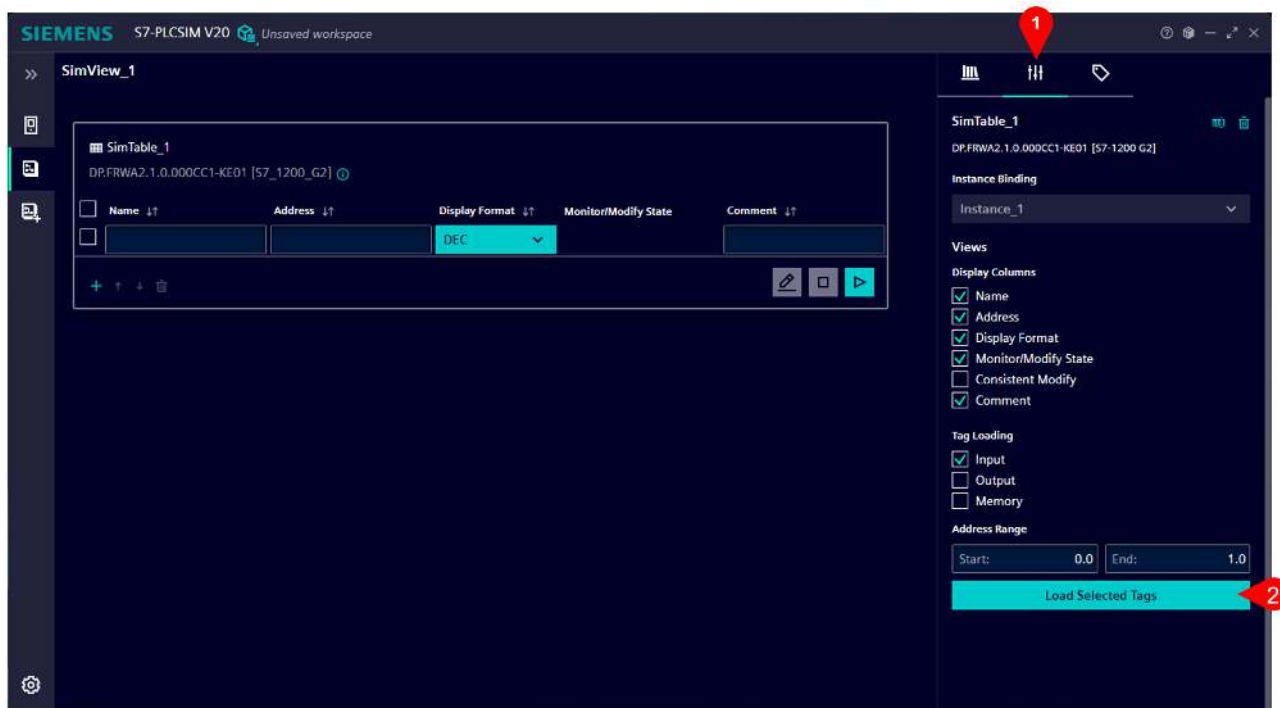 SIEMENS S7-PLCSIM V20 Unsaved workspace
1
SimView_1
SimTable_1
DP.FRWA2.1.0.000CC1-KE01 [S7_1200_G2]
Name Address Display Format Monitor/Modify State Comment
DEC
SimTable_1
DP.FRWA2.1.0.000CC1-KE01 [S7-1200 G2]
Instance Binding
Instance_1
Views
Display Columns
Name
Address
Display Format
Monitor/Modify State
Consistent Modify
Comment
Tag Loading
Input
Output
Memory
Address Range
Start: 0.0 End: 1.0
Load Selected Tags
2